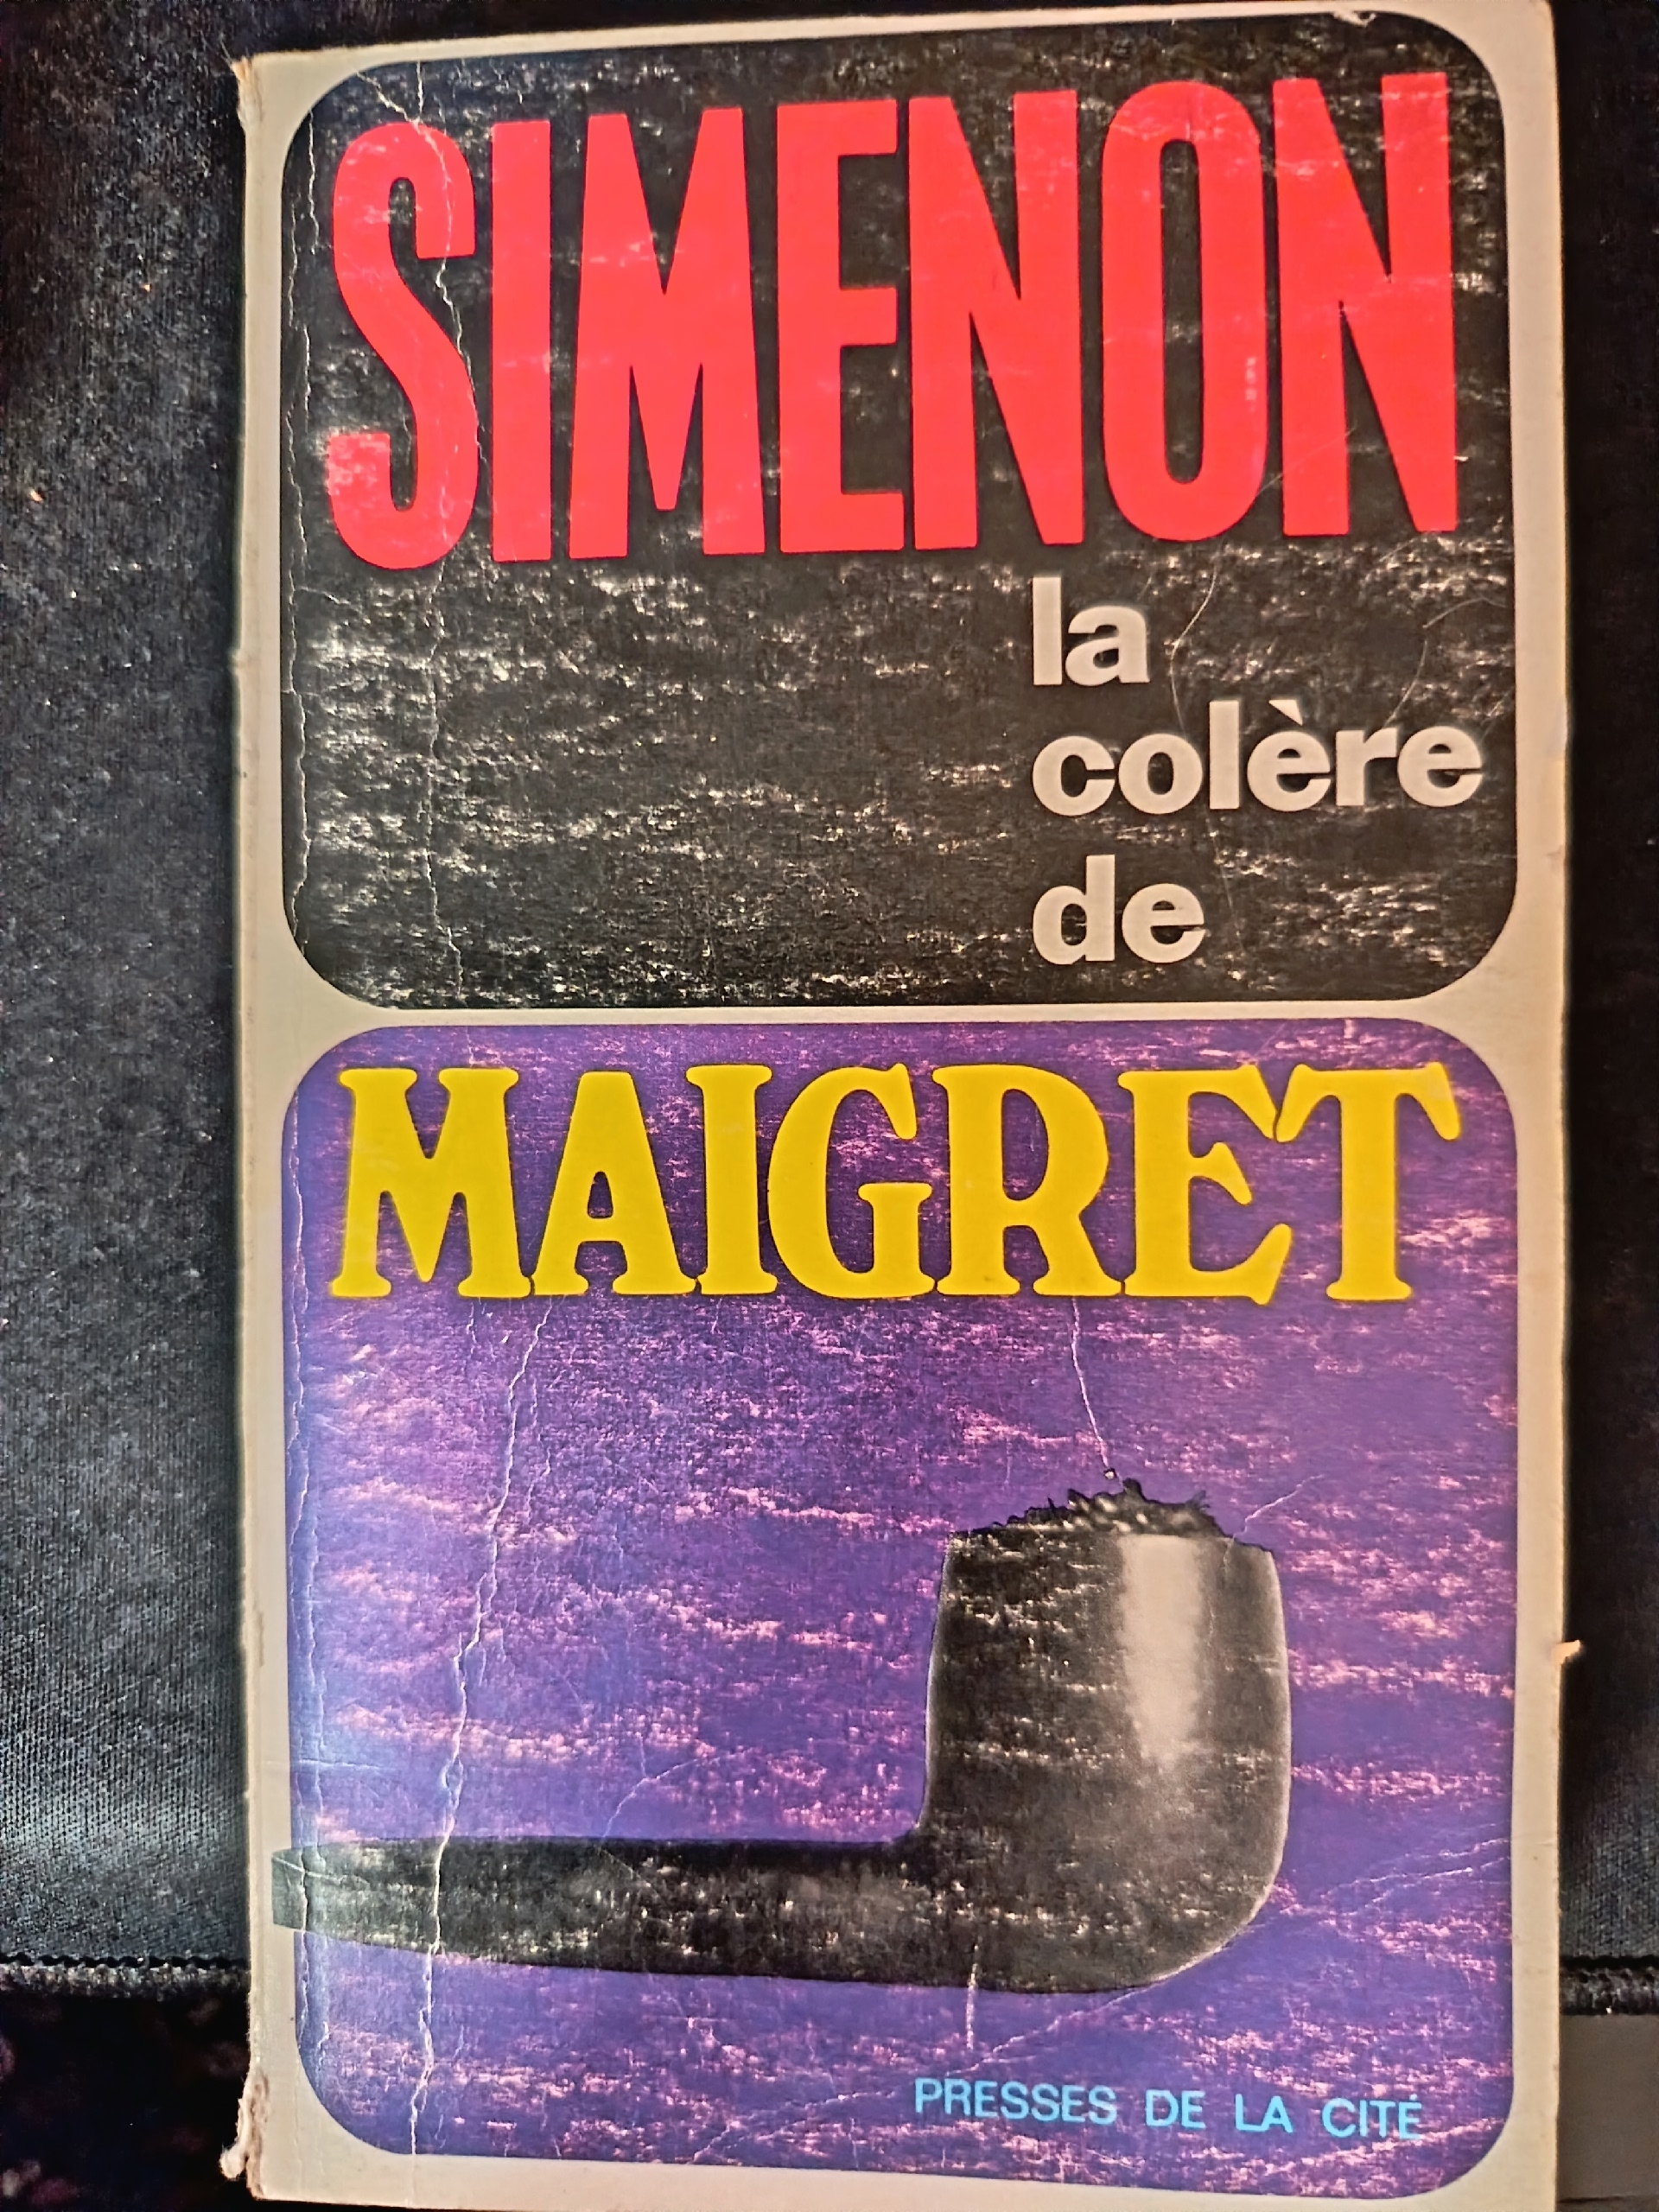 SIMENON
la
colère
de
MAIGRET
PRESSES DE LA CITÉ